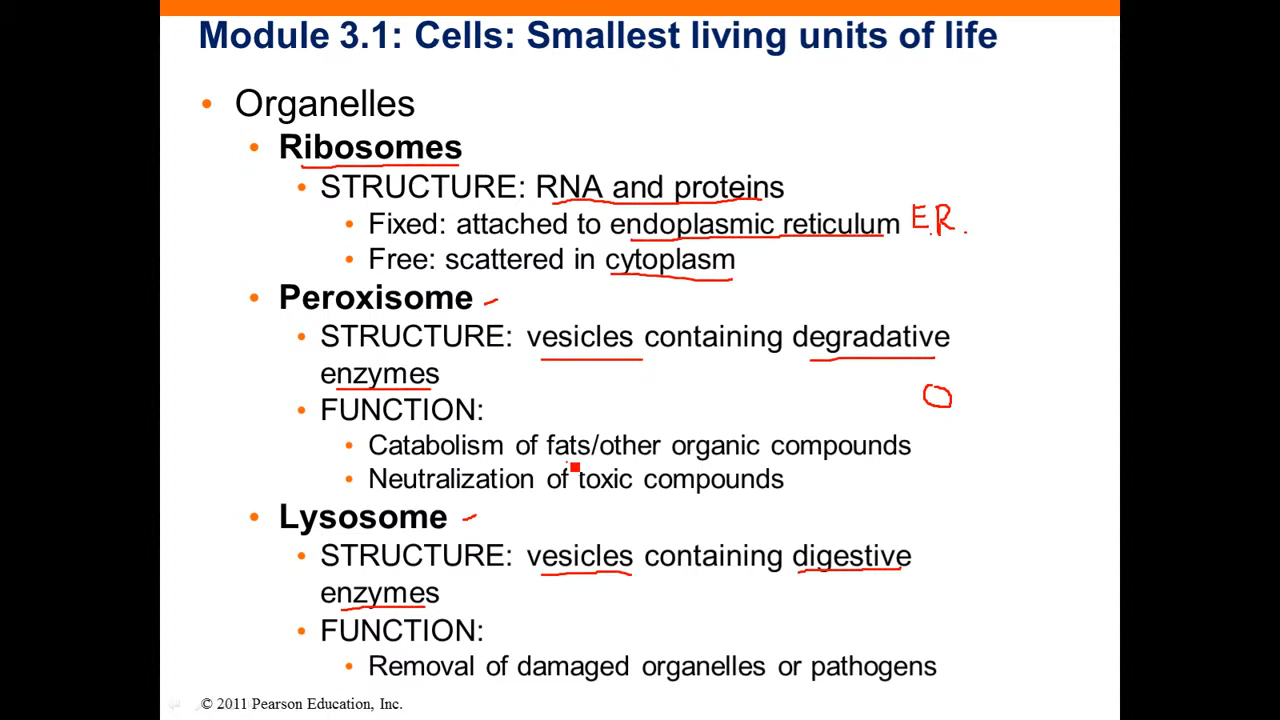 Module 3.1: Cells: Smallest living units of life
• Organelles
• Ribosomes
• STRUCTURE: RNA and proteins
• Fixed: attached to endoplasmic reticulum E.R.
• Free: scattered in cytoplasm
• Peroxisome
• STRUCTURE: vesicles containing degradative
enzymes
• FUNCTION:
• Catabolism of fats/other organic compounds
• Neutralization of toxic compounds
• Lysosome
• STRUCTURE: vesicles containing digestive
enzymes
• FUNCTION:
• Removal of damaged organelles or pathogens
© 2011 Pearson Education, Inc.